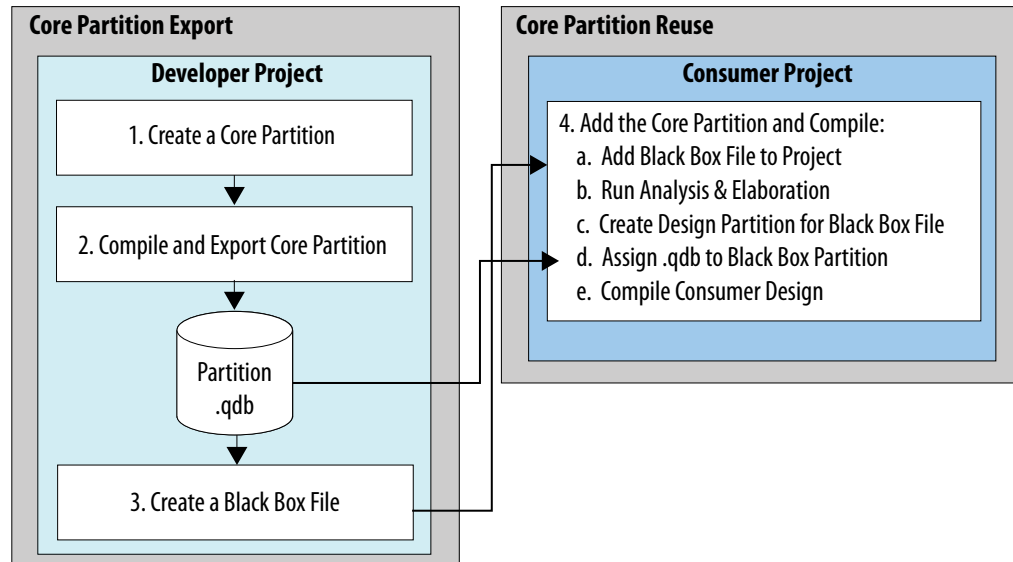 Core Partition Export
Developer Project
1. Create a Core Partition
2. Compile and Export Core Partition
Partition
.qdb
3. Create a Black Box File
Core Partition Reuse
Consumer Project
4. Add the Core Partition and Compile:
a. Add Black Box File to Project
b. Run Analysis & Elaboration
c. Create Design Partition for Black Box File
d. Assign .qdb to Black Box Partition
e. Compile Consumer Design